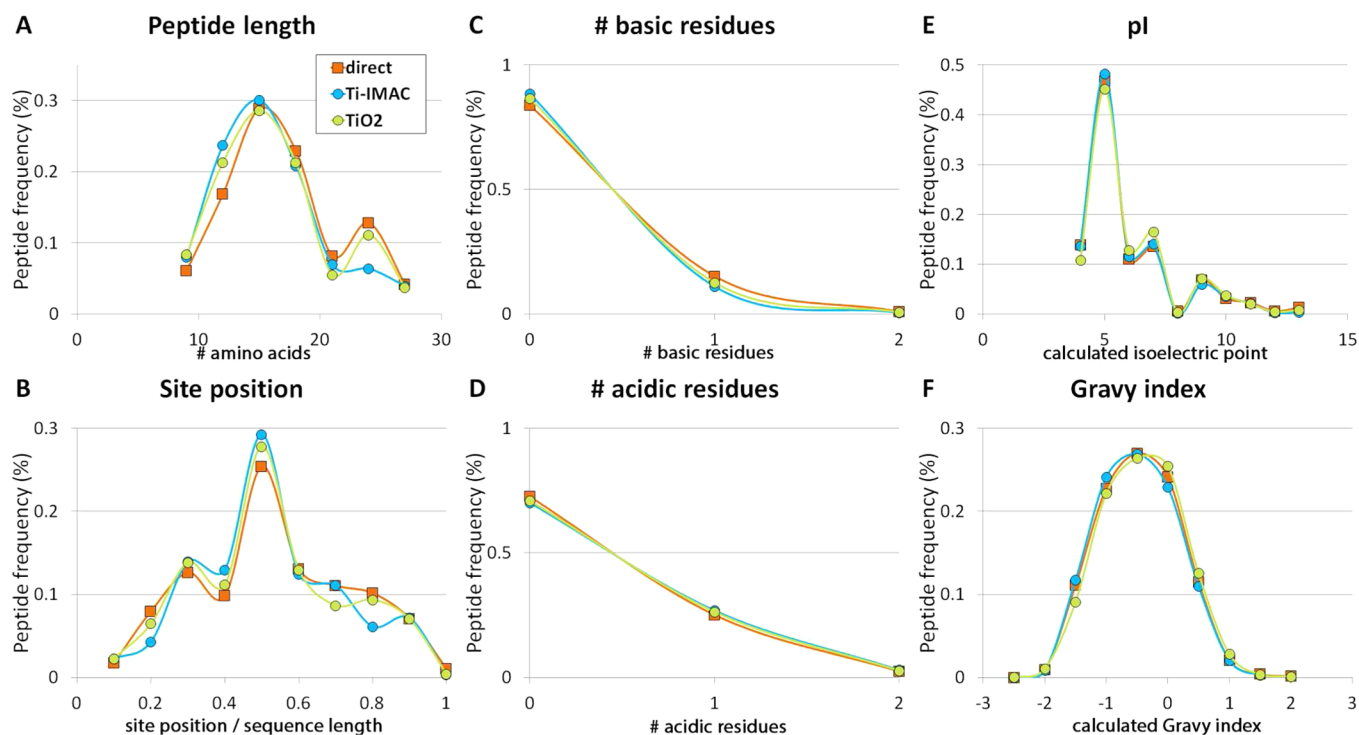 A Peptide length
Peptide frequency (%)
0.3
0.2
0.1
0
0 10 20 30
# amino acids
direct
Ti-IMAC
TiO2
C # basic residues
Peptide frequency (%)
1
0.5
0
0 1 2
# basic residues
E pI
Peptide frequency (%)
0.5
0.4
0.3
0.2
0.1
0
0 5 10 15
calculated isoelectric point
B Site position
Peptide frequency (%)
0.3
0.2
0.1
0
0 0.2 0.4 0.6 0.8 1
site position / sequence length
D # acidic residues
Peptide frequency (%)
1
0.5
0
0 1 2
# acidic residues
F Gravy index
Peptide frequency (%)
0.3
0.2
0.1
0
-3 -2 -1 0 1 2 3
calculated Gravy index